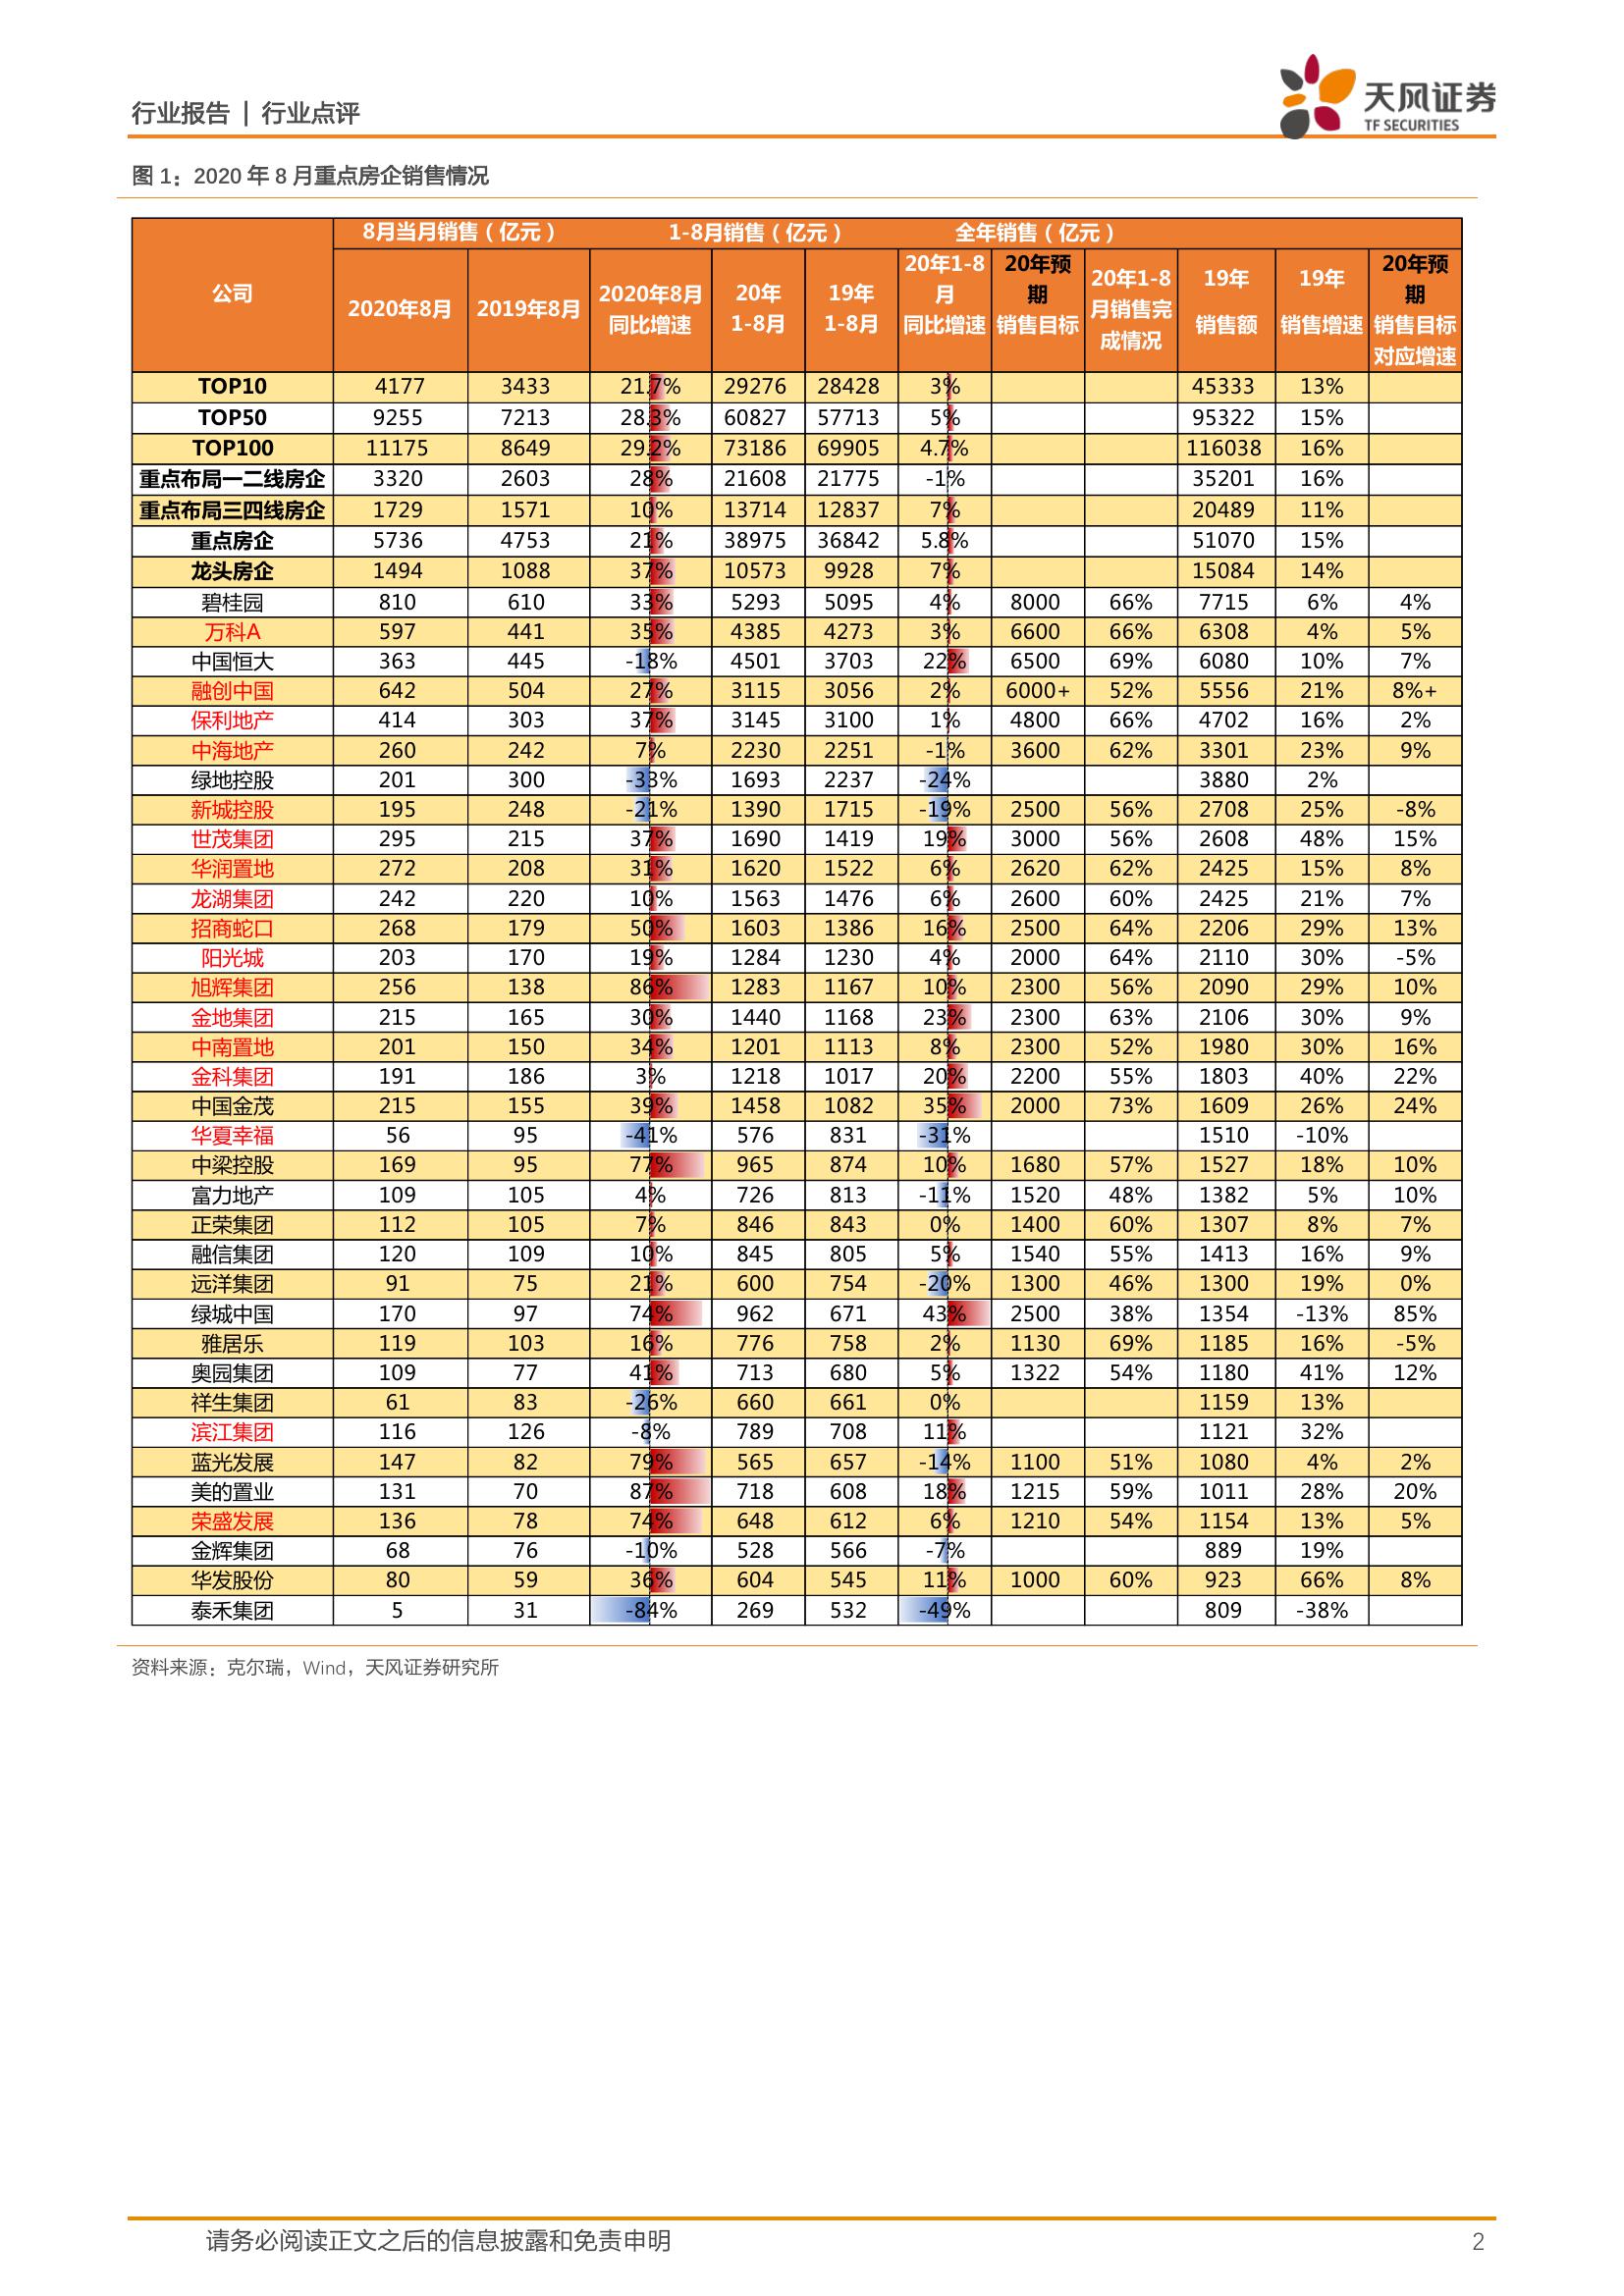 行业报告 | 行业点评
天风证券
TF SECURITIES
图 1：2020 年 8 月重点房企销售情况
公司 8月当月销售（亿元） 1-8月销售（亿元） 全年销售（亿元）
2020年8月 2019年8月 2020年8月同比增速 20年1-8月 19年1-8月 20年1-8月同比增速 20年预期销售目标 20年1-8月销售完成情况 19年销售额 19年销售增速 20年预期销售目标对应增速
TOP10 4177 3433 21.7% 29276 28428 3% 45333 13%
TOP50 9255 7213 28.3% 60827 57713 5% 95322 15%
TOP100 11175 8649 29.2% 73186 69905 4.7% 116038 16%
重点布局一二线房企 3320 2603 28% 21608 21775 -1% 35201 16%
重点布局三四线房企 1729 1571 10% 13714 12837 7% 20489 11%
重点房企 5736 4753 21% 38975 36842 5.8% 51070 15%
龙头房企 1494 1088 37% 10573 9928 7% 15084 14%
碧桂园 810 610 33% 5293 5095 4% 8000 66% 7715 6% 4%
万科A 597 441 35% 4385 4273 3% 6600 66% 6308 4% 5%
中国恒大 363 445 -18% 4501 3703 22% 6500 69% 6080 10% 7%
融创中国 642 504 27% 3115 3056 2% 6000+ 52% 5556 21% 8%+
保利地产 414 303 37% 3145 3100 1% 4800 66% 4702 16% 2%
中海地产 260 242 7% 2230 2251 -1% 3600 62% 3301 23% 9%
绿地控股 201 300 -33% 1693 2237 -24% 3880 2%
新城控股 195 248 -21% 1390 1715 -19% 2500 56% 2708 25% -8%
世茂集团 295 215 37% 1690 1419 19% 3000 56% 2608 48% 15%
华润置地 272 208 31% 1620 1522 6% 2620 62% 2425 15% 8%
龙湖集团 242 220 10% 1563 1476 6% 2600 60% 2425 21% 7%
招商蛇口 268 179 50% 1603 1386 16% 2500 64% 2206 29% 13%
阳光城 203 170 19% 1284 1230 4% 2000 64% 2110 30% -5%
旭辉集团 256 138 86% 1283 1167 10% 2300 56% 2090 29% 10%
金地集团 215 165 30% 1440 1168 23% 2300 63% 2106 30% 9%
中南置地 201 150 34% 1201 1113 8% 2300 52% 1980 30% 16%
金科集团 191 186 3% 1218 1017 20% 2200 55% 1803 40% 22%
中国金茂 215 155 39% 1458 1082 35% 2000 73% 1609 26% 24%
华夏幸福 56 95 -41% 576 831 -31% 1510 -10%
中梁控股 169 95 77% 965 874 10% 1680 57% 1527 18% 10%
富力地产 109 105 4% 726 813 -11% 1520 48% 1382 5% 10%
正荣集团 112 105 7% 846 843 0% 1400 60% 1307 8% 7%
融信集团 120 109 10% 845 805 5% 1540 55% 1413 16% 9%
远洋集团 91 75 21% 600 754 -20% 1300 46% 1300 19% 0%
绿城中国 170 97 74% 962 671 43% 2500 38% 1354 -13% 85%
雅居乐 119 103 16% 776 758 2% 1130 69% 1185 16% -5%
奥园集团 109 77 41% 713 680 5% 1322 54% 1180 41% 12%
祥生集团 61 83 -26% 660 661 0% 1159 13%
滨江集团 116 126 -8% 789 708 11% 1121 32%
蓝光发展 147 82 79% 565 657 -14% 1100 51% 1080 4% 2%
美的置业 131 70 87% 718 608 18% 1215 59% 1011 28% 20%
荣盛发展 136 78 74% 648 612 6% 1210 54% 1154 13% 5%
金辉集团 68 76 -10% 528 566 -7% 889 19%
华发股份 80 59 36% 604 545 11% 1000 60% 923 66% 8%
泰禾集团 5 31 -84% 269 532 -49% 809 -38%
资料来源：克尔瑞，Wind，天风证券研究所
请务必阅读正文之后的信息披露和免责申明 2